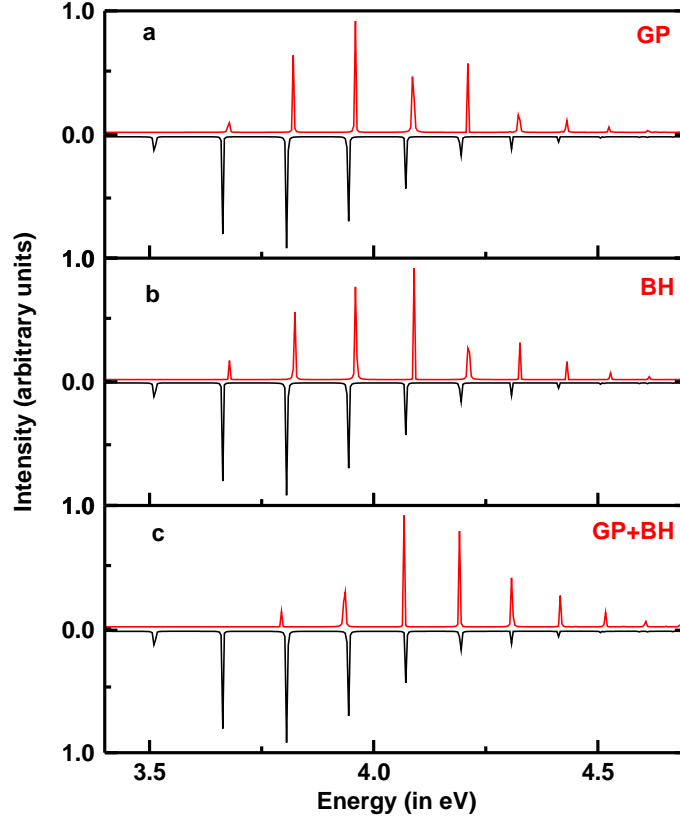 1.0
a
GP
0.0
1.0
b
BH
0.0
1.0
c
GP+BH
0.0
1.0
3.5
4.0
4.5
Energy (in eV)
Intensity (arbitrary units)